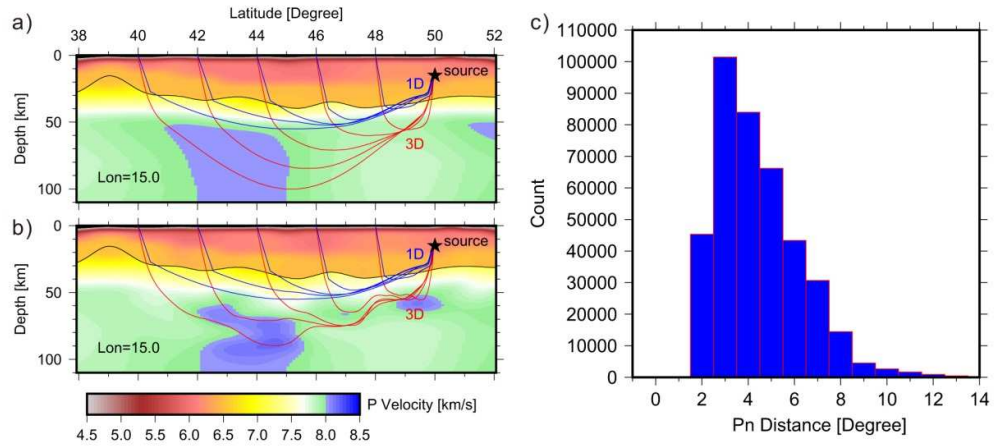 Latitude [Degree]
a)
38 40 42 44 46 48 50 52
0
50
100
Depth [km]
source
1D
3D
Lon=15.0
b)
0
50
100
Depth [km]
source
1D
3D
Lon=15.0
P Velocity [km/s]
4.5 5.0 5.5 6.0 6.5 7.0 7.5 8.0 8.5
c)
110000
100000
90000
80000
70000
60000
50000
40000
30000
20000
10000
0
Count
0 2 4 6 8 10 12 14
Pn Distance [Degree]